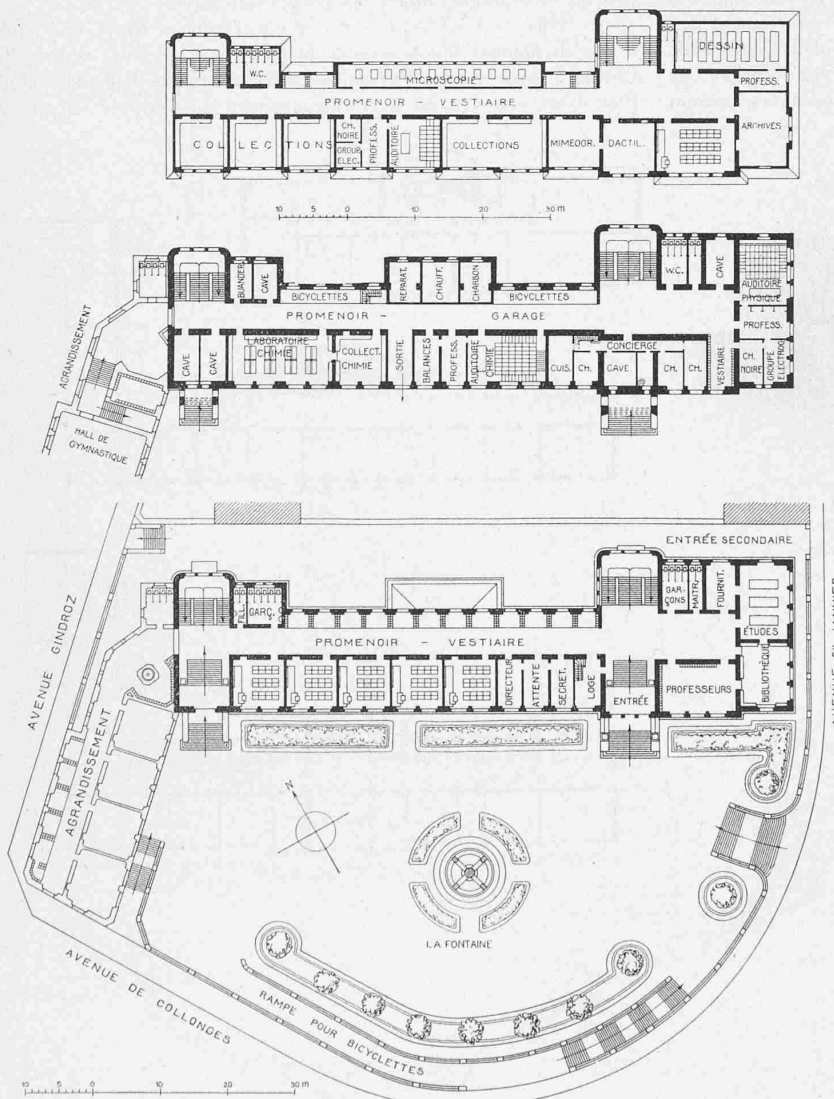 DESSIN
W.C.
MICROSCOPIE
PROFESS.
PROMENOIR - VESTIAIRE
COLLECTIONS
CH. NOIRE
GROUP. ELEC.
PROFESS.
AUDITOIRE
COLLECTIONS
MIMEOGR.
DACTIL.
ARCHIVES
10 5 0 10 20 30 m
AGRANDISSEMENT
BUANDER.
CAVE
BICYCLETTES
REPARAT.
CHAUFF.
CHARBON
BICYCLETTES
W.C.
CAVE
AUDITOIRE
PHYSIQUE
PROMENOIR - GARAGE
PROFESS.
CAVE
CAVE
LABORATOIRE
CHIMIE
COLLECT.
CHIMIE
SORTIE
BALANCES
PROFESS.
AUDITOIRE
CHIMIE
CUIS.
CH.
CONCIERGE
CAVE
CH.
CH.
VESTIAIRE
CH.
NOIRE
GROUPE
ELECTROG.
HALL DE
GYMNASTIQUE
ENTRÉE SECONDAIRE
AVENUE GINDROZ
FILL.
GARÇ.
GAR-
ÇONS
MAITR.
FOURNIT.
ÉTUDES
PROMENOIR - VESTIAIRE
BIBLIOTHÈQUE
DIRECTEUR
ATTENTE
SECRET.
LOGE
ENTRÉE
PROFESSEURS
AGRANDISSEMENT
N
LA FONTAINE
AVENUE DE COLLONGES
RAMPE POUR BICYCLETTES
10 5 0 10 20 30 m